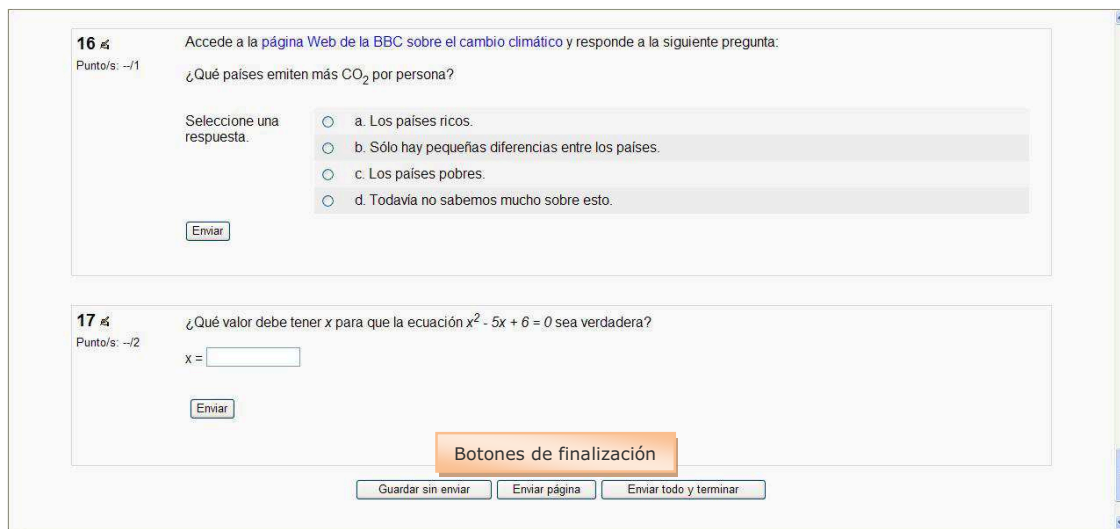 16 Accede a la página Web de la BBC sobre el cambio climático y responde a la siguiente pregunta:
Punto/s: --/1
¿Qué países emiten más CO2 por persona?
Seleccione una respuesta.
a. Los países ricos.
b. Sólo hay pequeñas diferencias entre los países.
c. Los países pobres.
d. Todavía no sabemos mucho sobre esto.
Enviar
17 ¿Qué valor debe tener x para que la ecuación x² - 5x + 6 = 0 sea verdadera?
Punto/s: --/2
x =
Enviar
Botones de finalización
Guardar sin enviar Enviar página Enviar todo y terminar